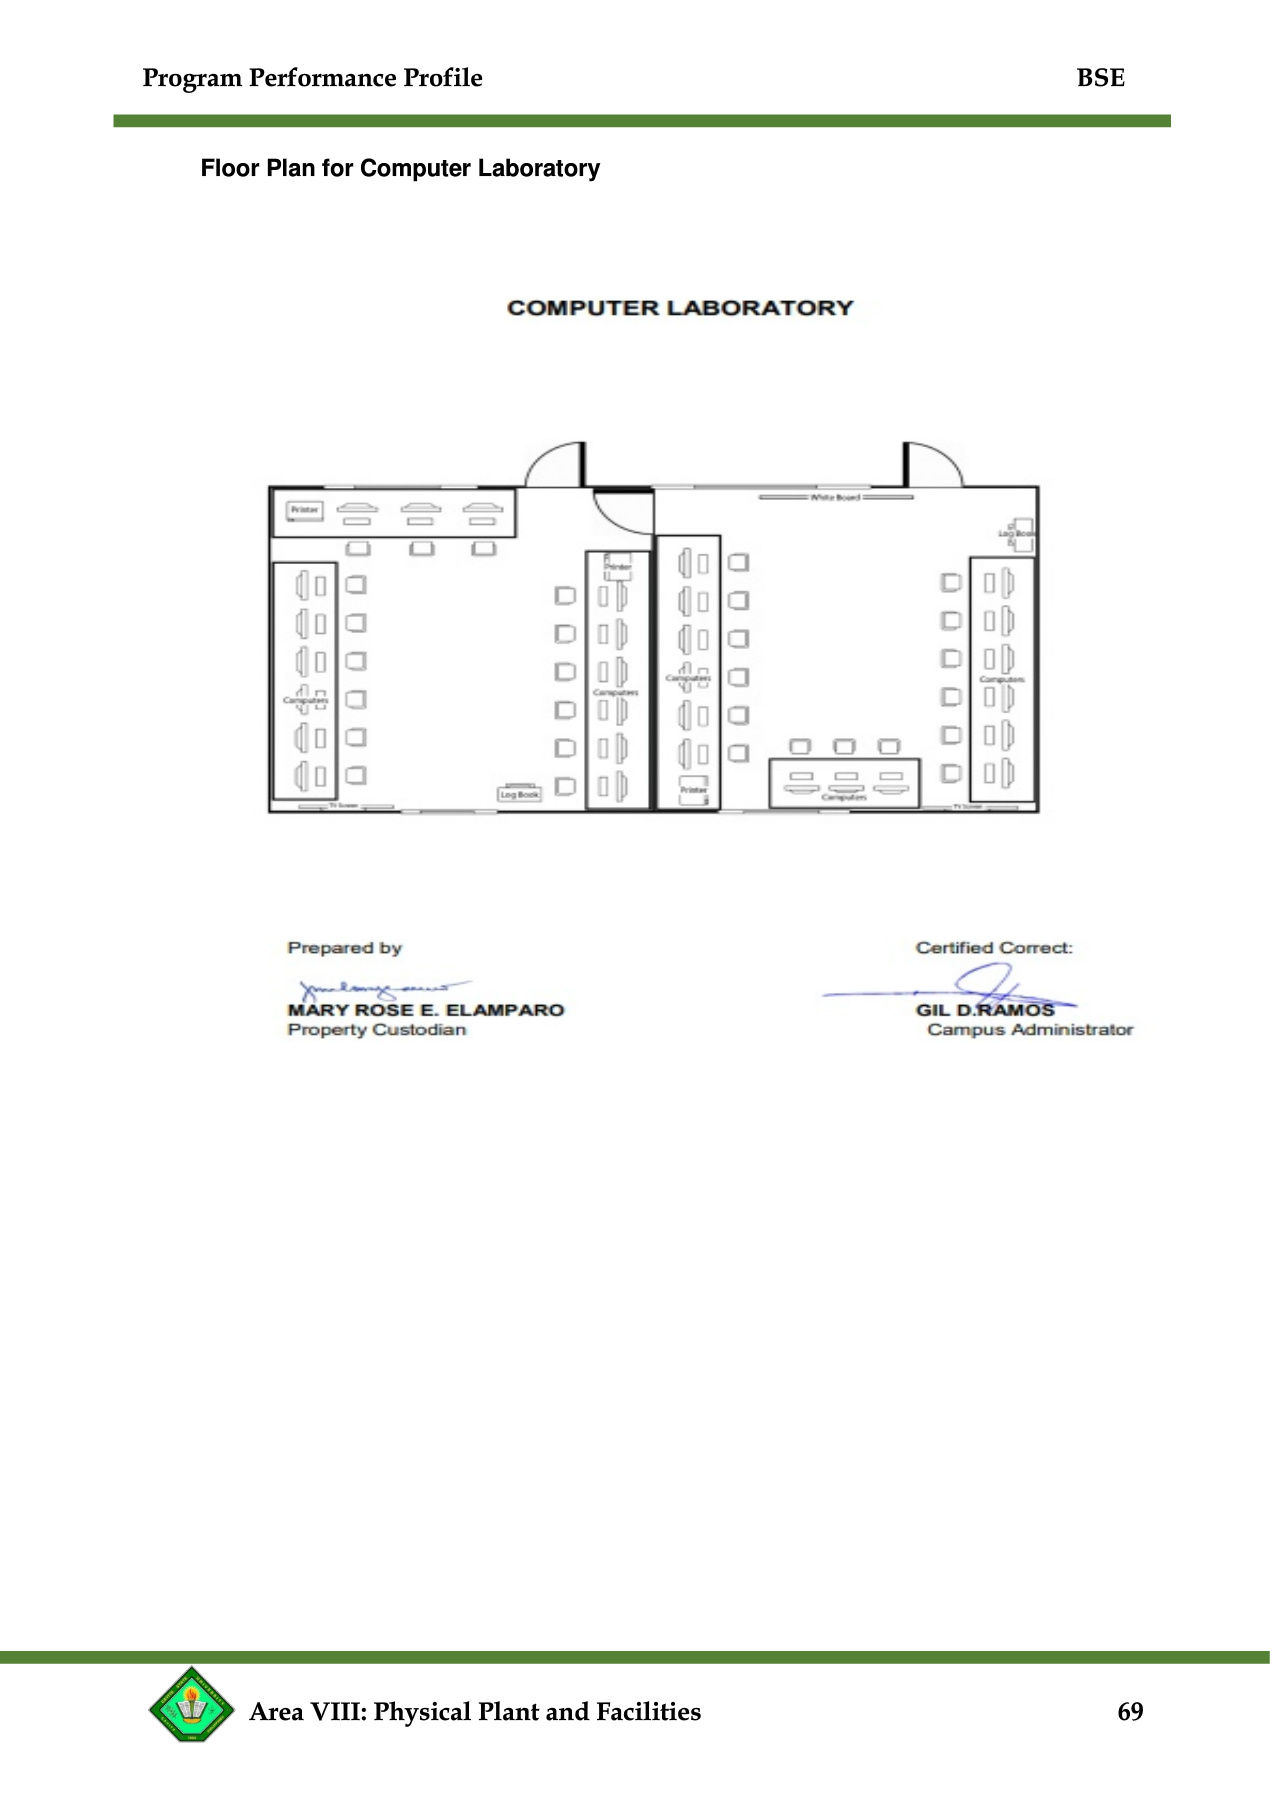 Program Performance Profile BSE
Floor Plan for Computer Laboratory
COMPUTER LABORATORY
White Board
Printer
Log Book
Printer
Computers
Computers
Computers
Computers
Printer
Log Book
Computers
TV Screen
TV Screen
Prepared by Certified Correct:
MARY ROSE E. ELAMPARO GIL D.RAMOS
Property Custodian Campus Administrator
Area VIII: Physical Plant and Facilities 69